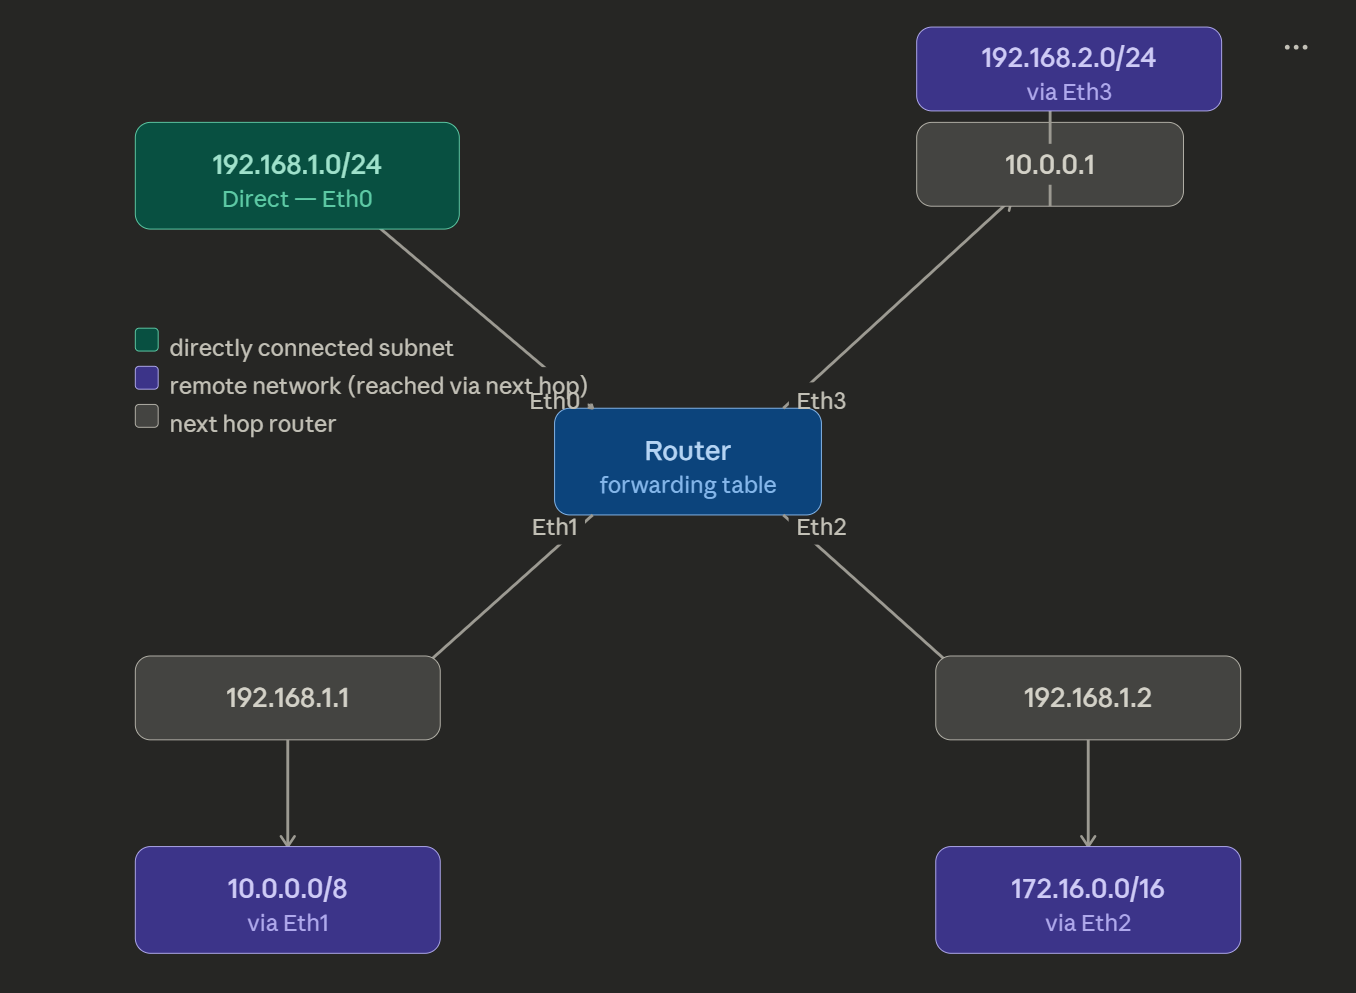 192.168.2.0/24
via Eth3
192.168.1.0/24
Direct — Eth0
10.0.0.1
directly connected subnet
remote network (reached via next hop)
next hop router
Eth0
Eth3
Router
forwarding table
Eth1
Eth2
192.168.1.1
192.168.1.2
10.0.0.0/8
via Eth1
172.16.0.0/16
via Eth2